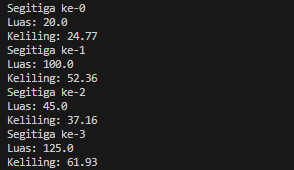 Segitiga ke-0
Luas: 20.0
Keliling: 24.77
Segitiga ke-1
Luas: 100.0
Keliling: 52.36
Segitiga ke-2
Luas: 45.0
Keliling: 37.16
Segitiga ke-3
Luas: 125.0
Keliling: 61.93